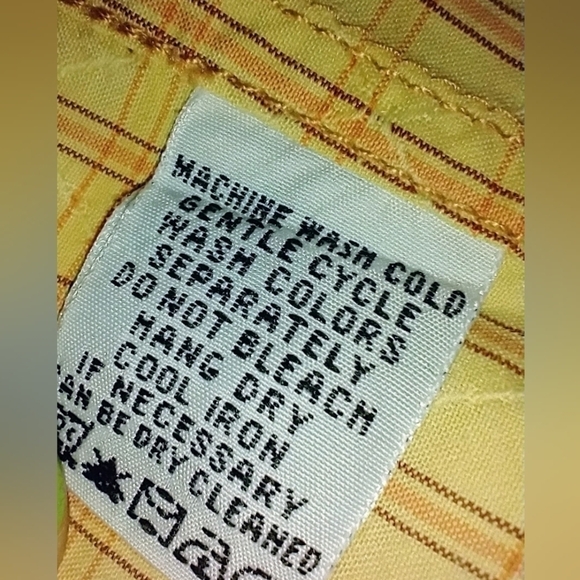 MACHINE WASH COLD
GENTLE CYCLE
WASH COLORS
SEPARATELY
DO NOT BLEACH
HANG DRY
COOL IRON
IF NECESSARY
CAN BE DRY CLEANED